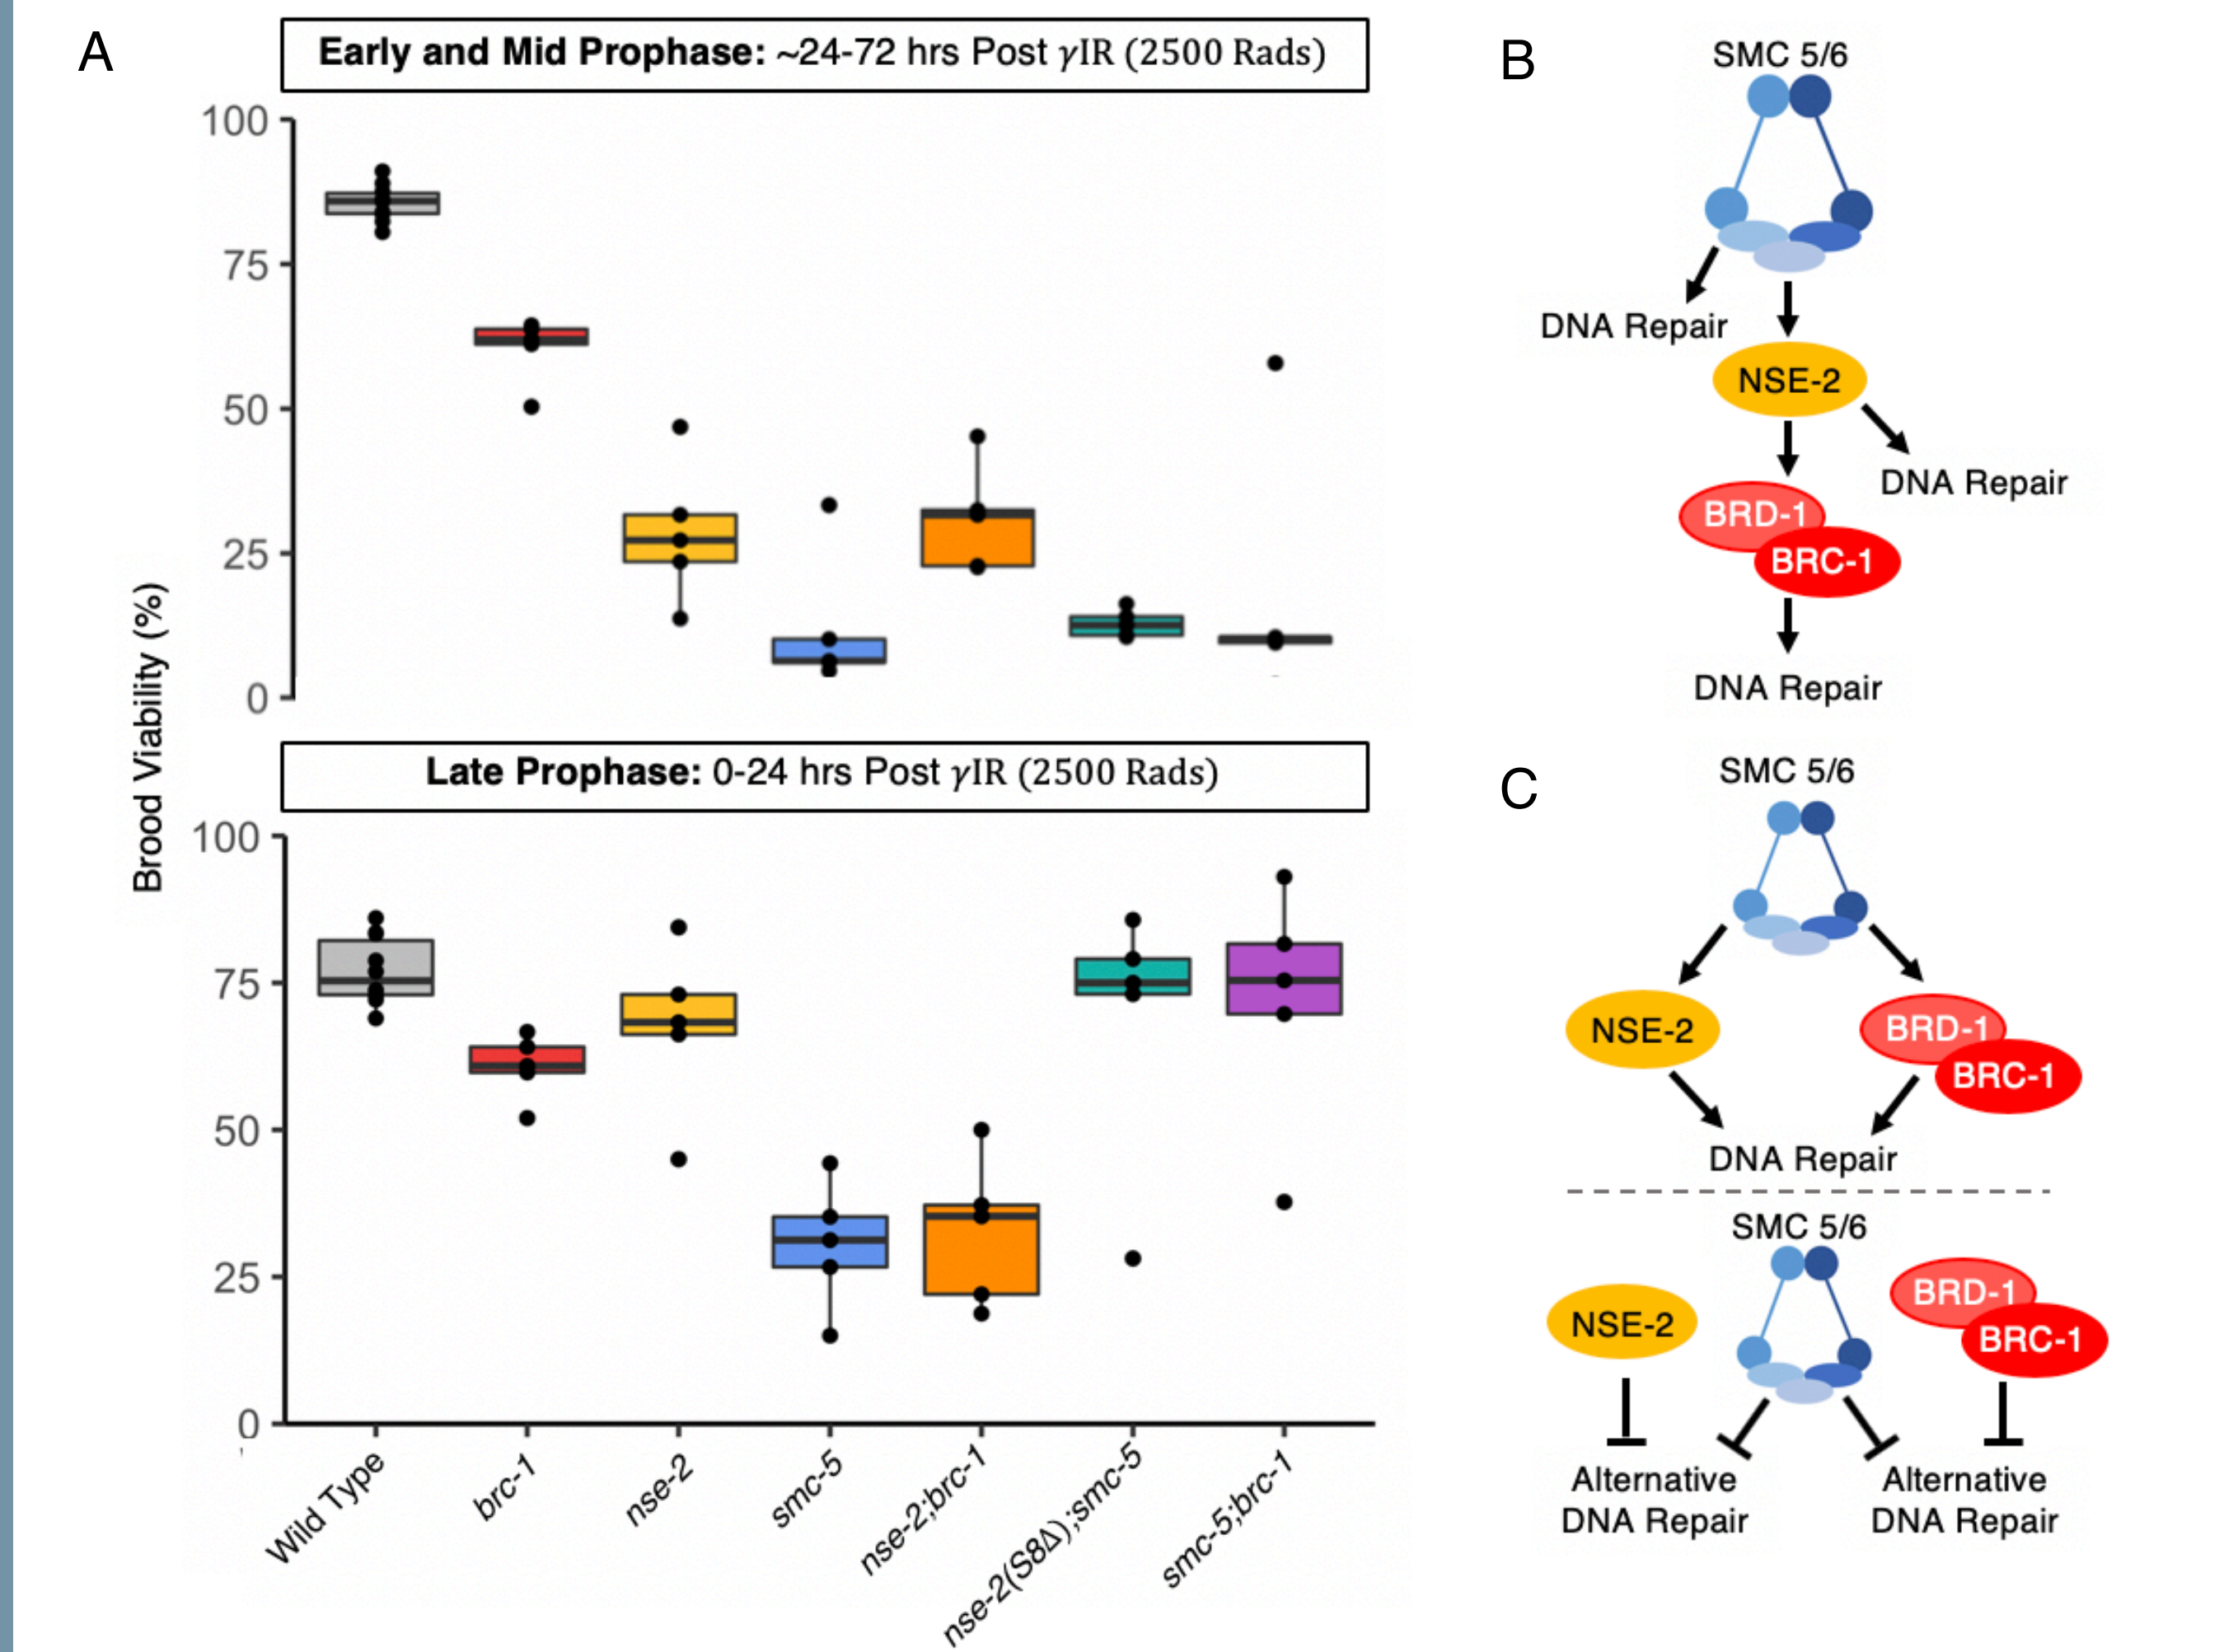 A
Early and Mid Prophase: ~24-72 hrs Post γIR (2500 Rads)
100
75
50
25
0
Brood Viability (%)
Late Prophase: 0-24 hrs Post γIR (2500 Rads)
100
75
50
25
0
Wild Type
brc-1
nse-2
smc-5
nse-2;brc-1
nse-2(S8Δ);smc-5
smc-5;brc-1
B
SMC 5/6
DNA Repair
NSE-2
DNA Repair
BRD-1
BRC-1
DNA Repair
C
SMC 5/6
NSE-2
BRD-1
BRC-1
DNA Repair
SMC 5/6
NSE-2
BRD-1
BRC-1
Alternative
DNA Repair
Alternative
DNA Repair